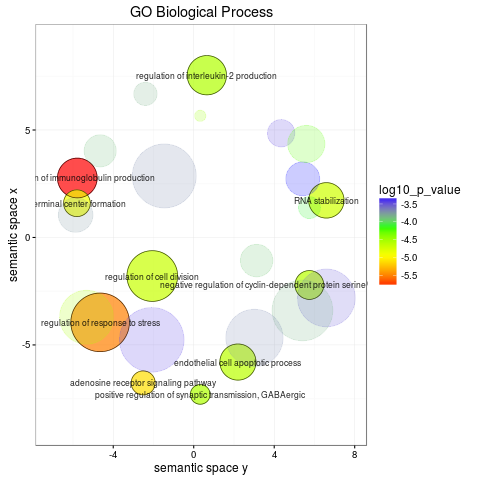 GO Biological Process
regulation of interleukin-2 production
n of immunoglobulin production
erminal center formation
RNA stabilization
regulation of cell division
negative regulation of cyclin-dependent protein serine/
regulation of response to stress
endothelial cell apoptotic process
adenosine receptor signaling pathway
positive regulation of synaptic transmission, GABAergic
5
0
-5
semantic space x
-4
0
4
8
semantic space y
log10_p_value
-3.5
-4.0
-4.5
-5.0
-5.5